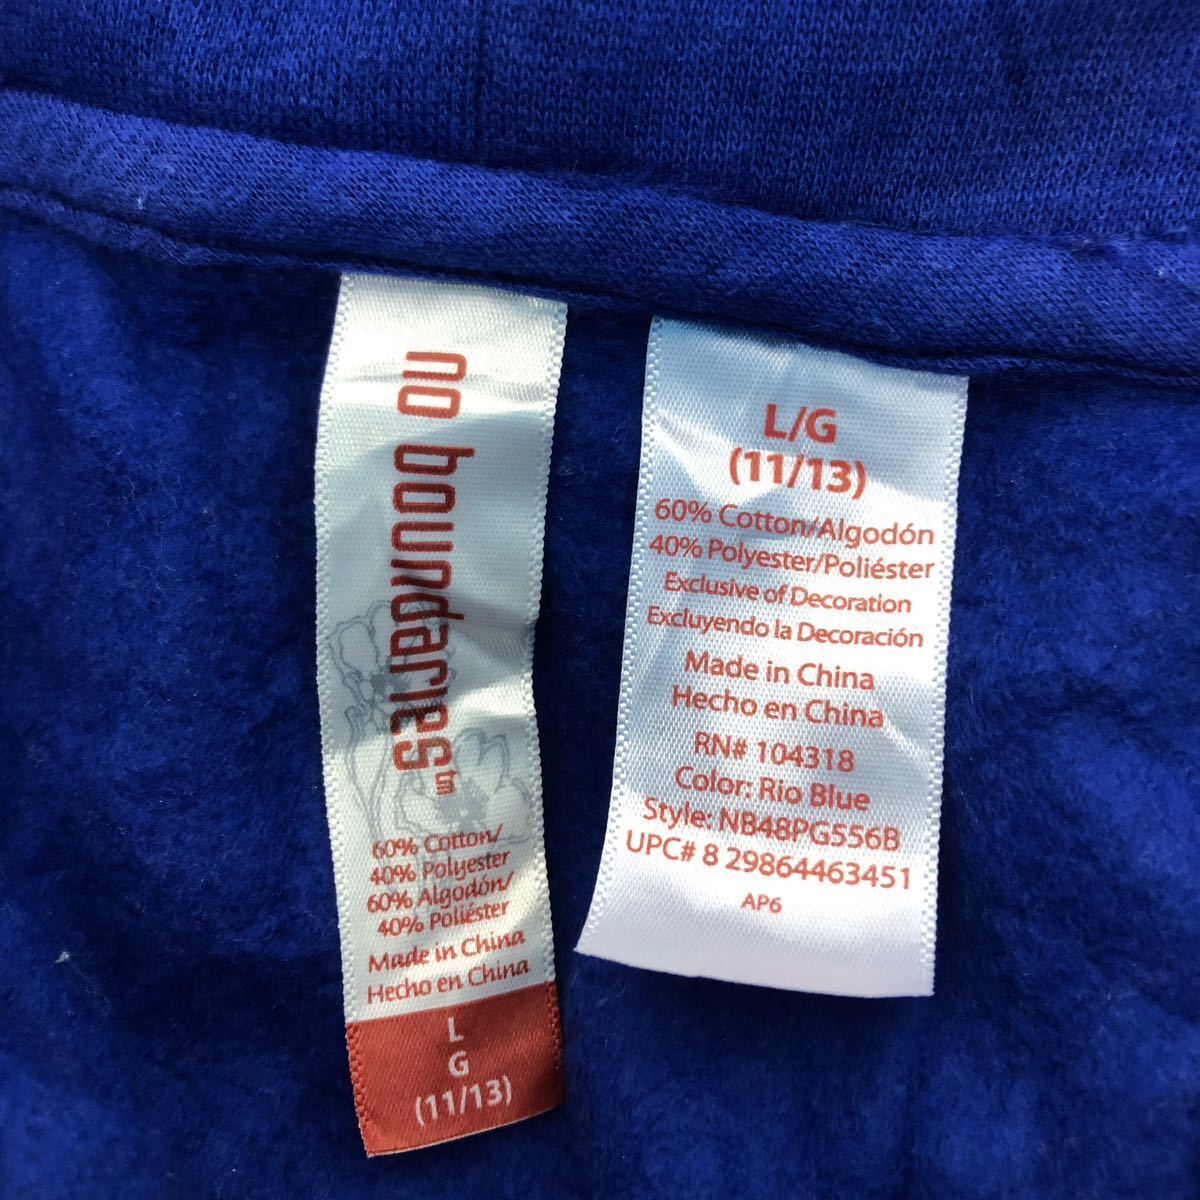 no boundaries™
60% Cotton/
40% Polyester
60% Algodón/
40% Poliéster
Made in China
Hecho en China
L
G
(11/13)
L/G
(11/13)
60% Cotton/Algodón
40% Polyester/Poliéster
Exclusive of Decoration
Excluyendo la Decoración
Made in China
Hecho en China
RN# 104318
Color: Rio Blue
Style: NB48PG556B
UPC# 8 29864463451
AP6